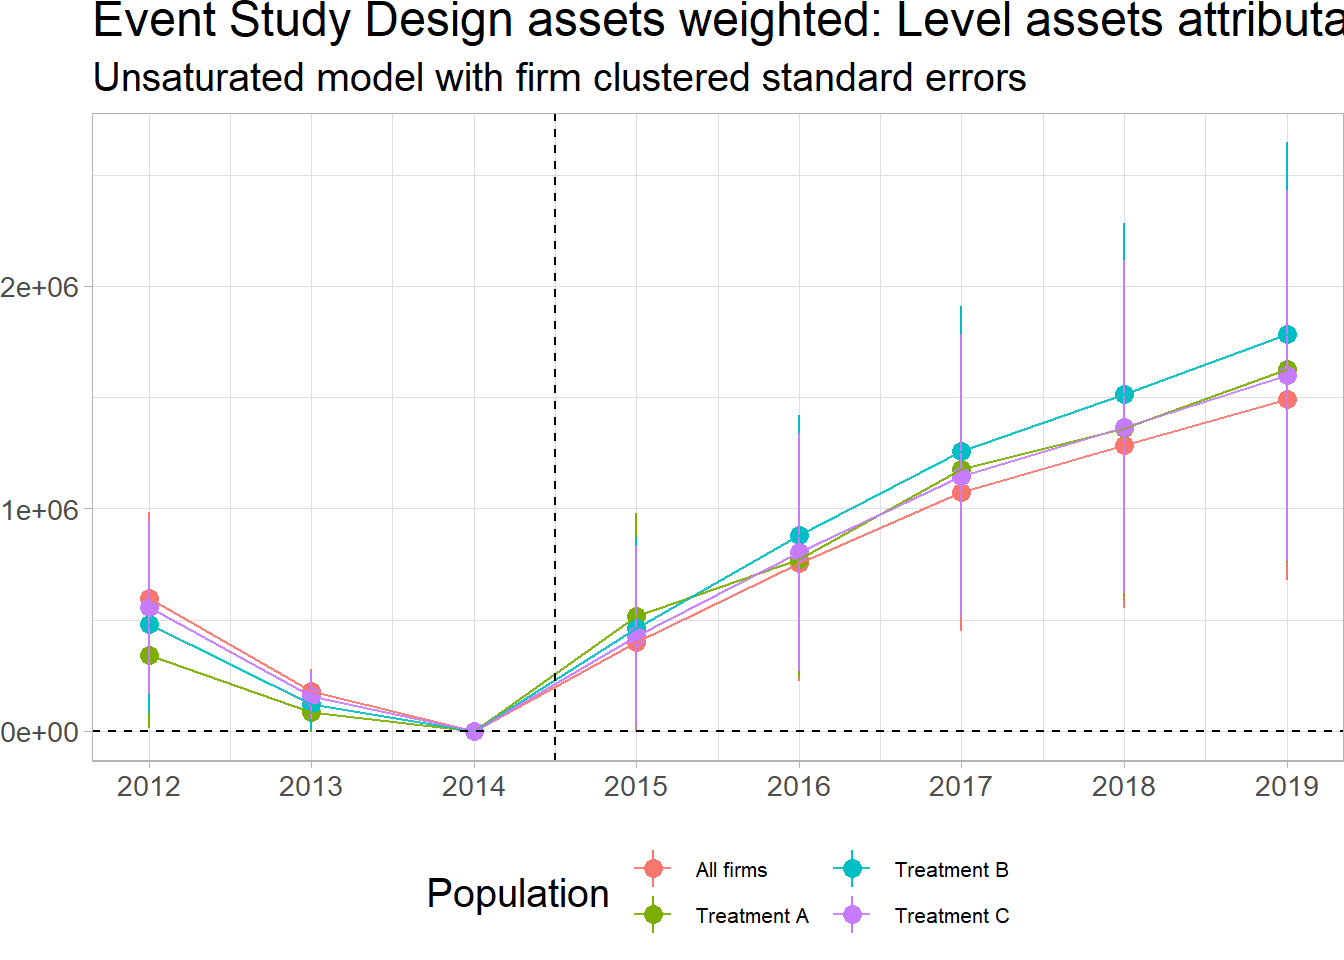 Event Study Design assets weighted: Level assets
Unsaturated model with firm clustered standard errors
2e+06
1e+06
0e+00
2012 2013 2014 2015 2016 2017 2018 2019
Population
All firms
Treatment B
Treatment A
Treatment C